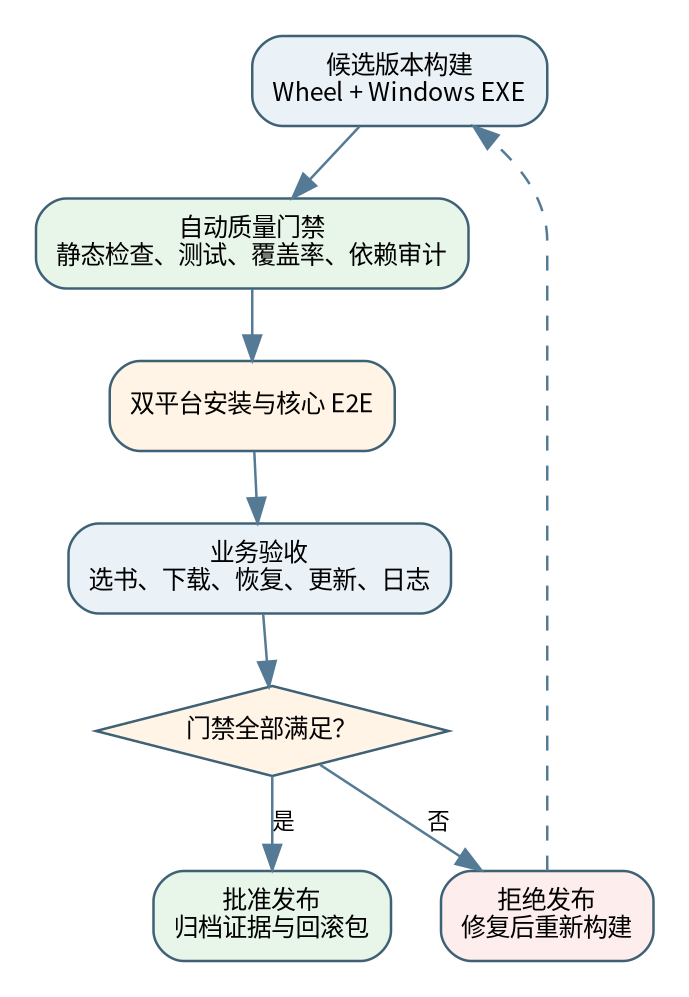 候选版本构建
Wheel + Windows EXE
自动质量门禁
静态检查、测试、覆盖率、依赖审计
双平台安装与核心 E2E
业务验收
选书、下载、恢复、更新、日志
门禁全部满足？
是
否
批准发布
归档证据与回滚包
拒绝发布
修复后重新构建